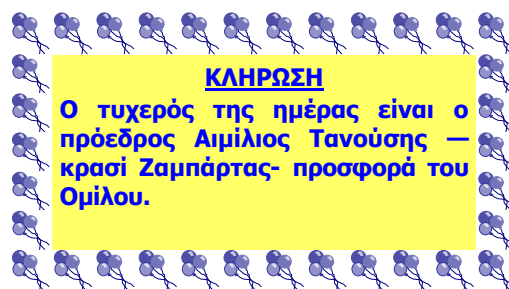 ΚΛΗΡΩΣΗ
Ο τυχερός της ημέρας είναι ο
πρόεδρος Αιμίλιος Τανούσης —
κρασί Ζαμπάρτας- προσφορά του
Ομίλου.